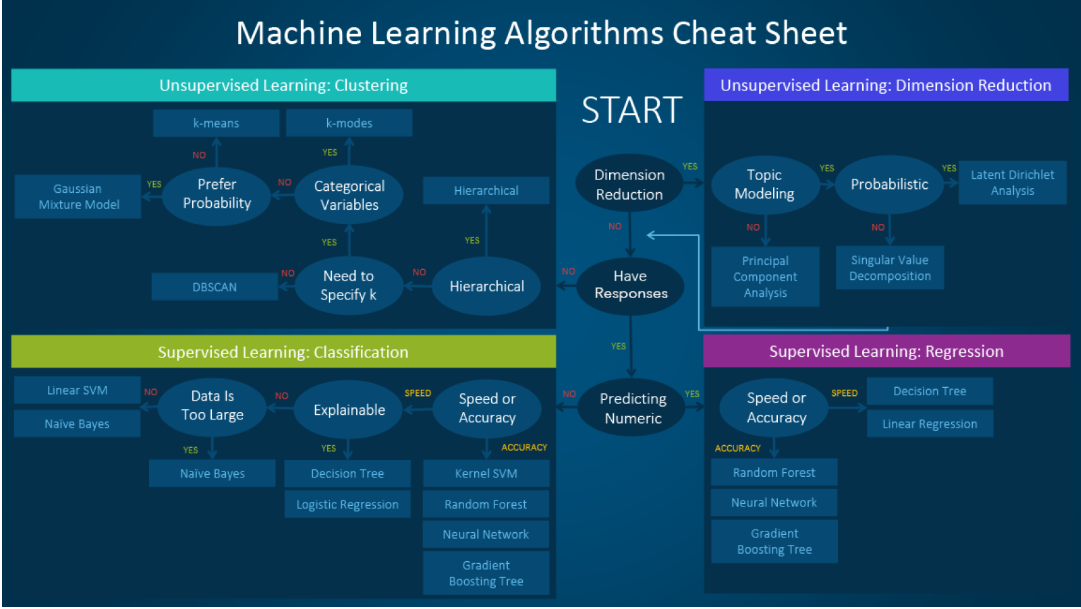 Machine Learning Algorithms Cheat Sheet
Unsupervised Learning: Clustering
k-means
k-modes
NO
YES
Gaussian
Mixture Model
YES
Prefer
Probability
NO
Categorical
Variables
Hierarchical
YES
YES
DBSCAN
NO
Need to
Specify k
NO
Hierarchical
NO
START
Dimension
Reduction
YES
NO
Have
Responses
YES
Predicting
Numeric
NO
YES
Unsupervised Learning: Dimension Reduction
Topic
Modeling
YES
Probabilistic
YES
Latent Dirichlet
Analysis
NO
NO
Principal
Component
Analysis
Singular Value
Decomposition
Supervised Learning: Classification
Linear SVM
Naïve Bayes
NO
Data Is
Too Large
NO
Explainable
SPEED
Speed or
Accuracy
YES
YES
ACCURACY
Naïve Bayes
Decision Tree
Logistic Regression
Kernel SVM
Random Forest
Neural Network
Gradient
Boosting Tree
Supervised Learning: Regression
Speed or
Accuracy
SPEED
Decision Tree
Linear Regression
ACCURACY
Random Forest
Neural Network
Gradient
Boosting Tree